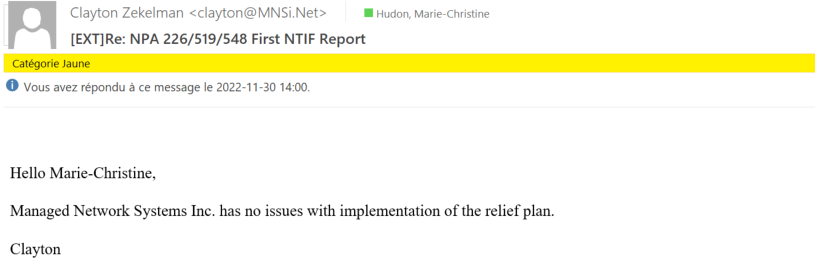 Clayton Zekelman <clayton@MNSi.Net> Hudon, Marie-Christine
[EXT]Re: NPA 226/519/548 First NTIF Report
Catégorie Jaune
Vous avez répondu à ce message le 2022-11-30 14:00.
Hello Marie-Christine,
Managed Network Systems Inc. has no issues with implementation of the relief plan.
Clayton